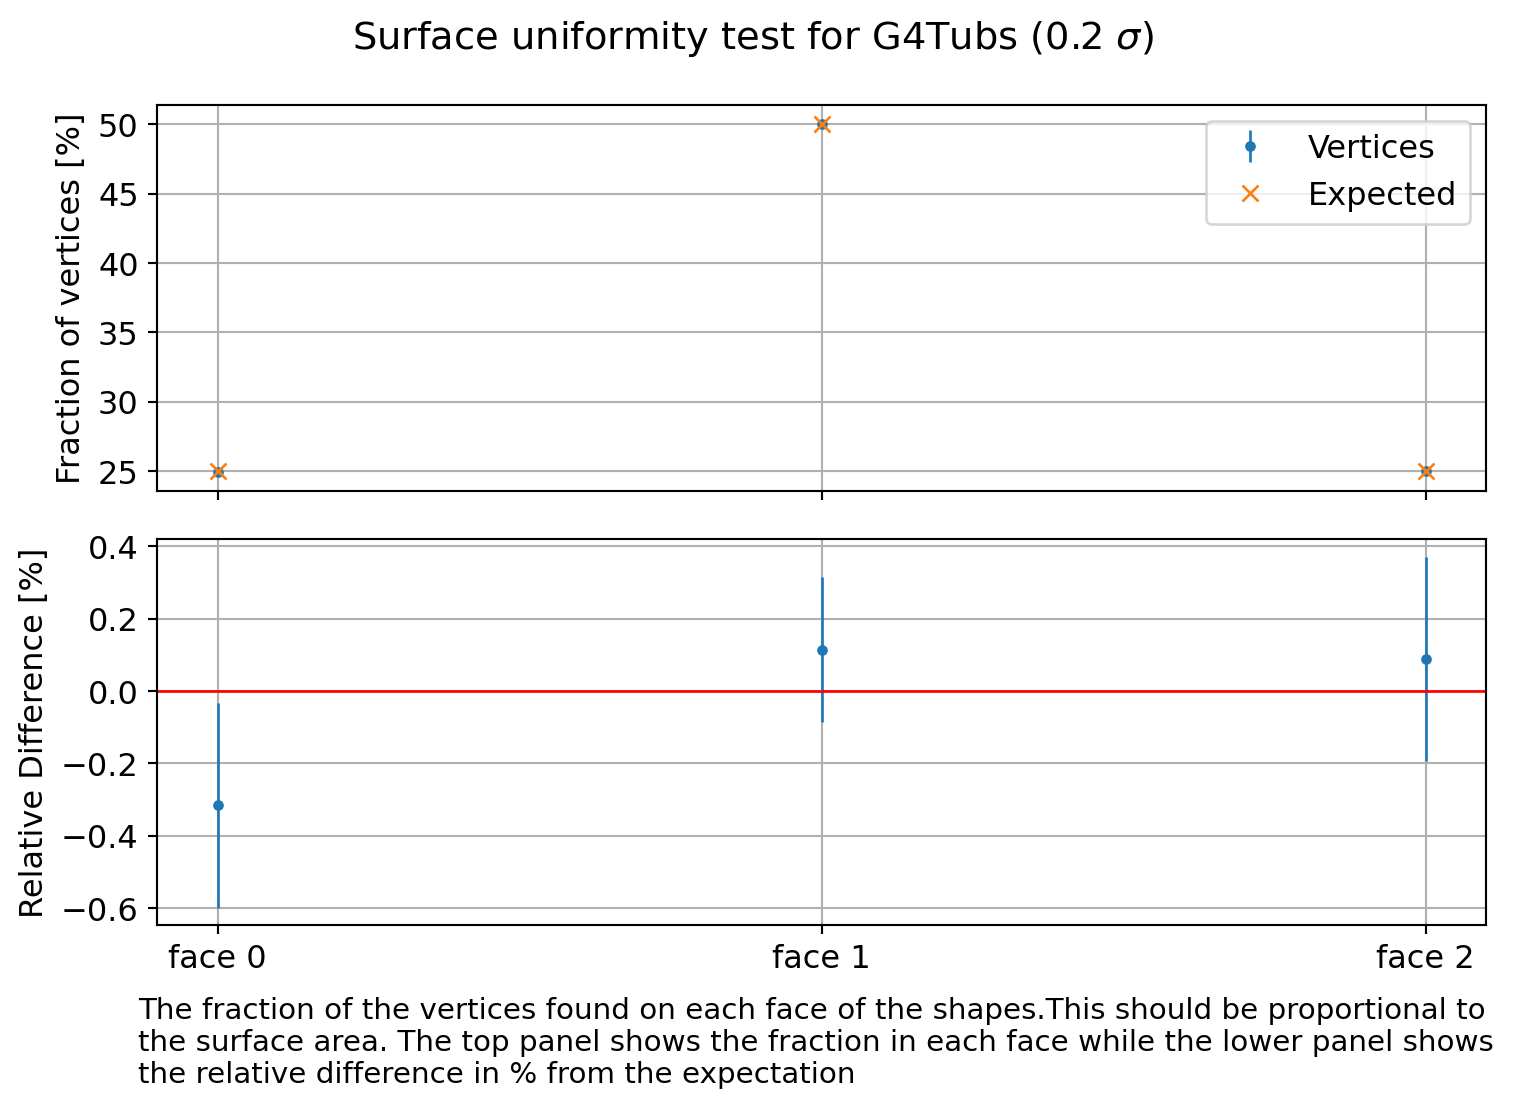 Surface uniformity test for G4Tubs (0.2 σ)
Fraction of vertices [%]
50
45
40
35
30
25
Vertices
Expected
Relative Difference [%]
0.4
0.2
0.0
−0.2
−0.4
−0.6
face 0
face 1
face 2
The fraction of the vertices found on each face of the shapes.This should be proportional to
the surface area. The top panel shows the fraction in each face while the lower panel shows
the relative difference in % from the expectation